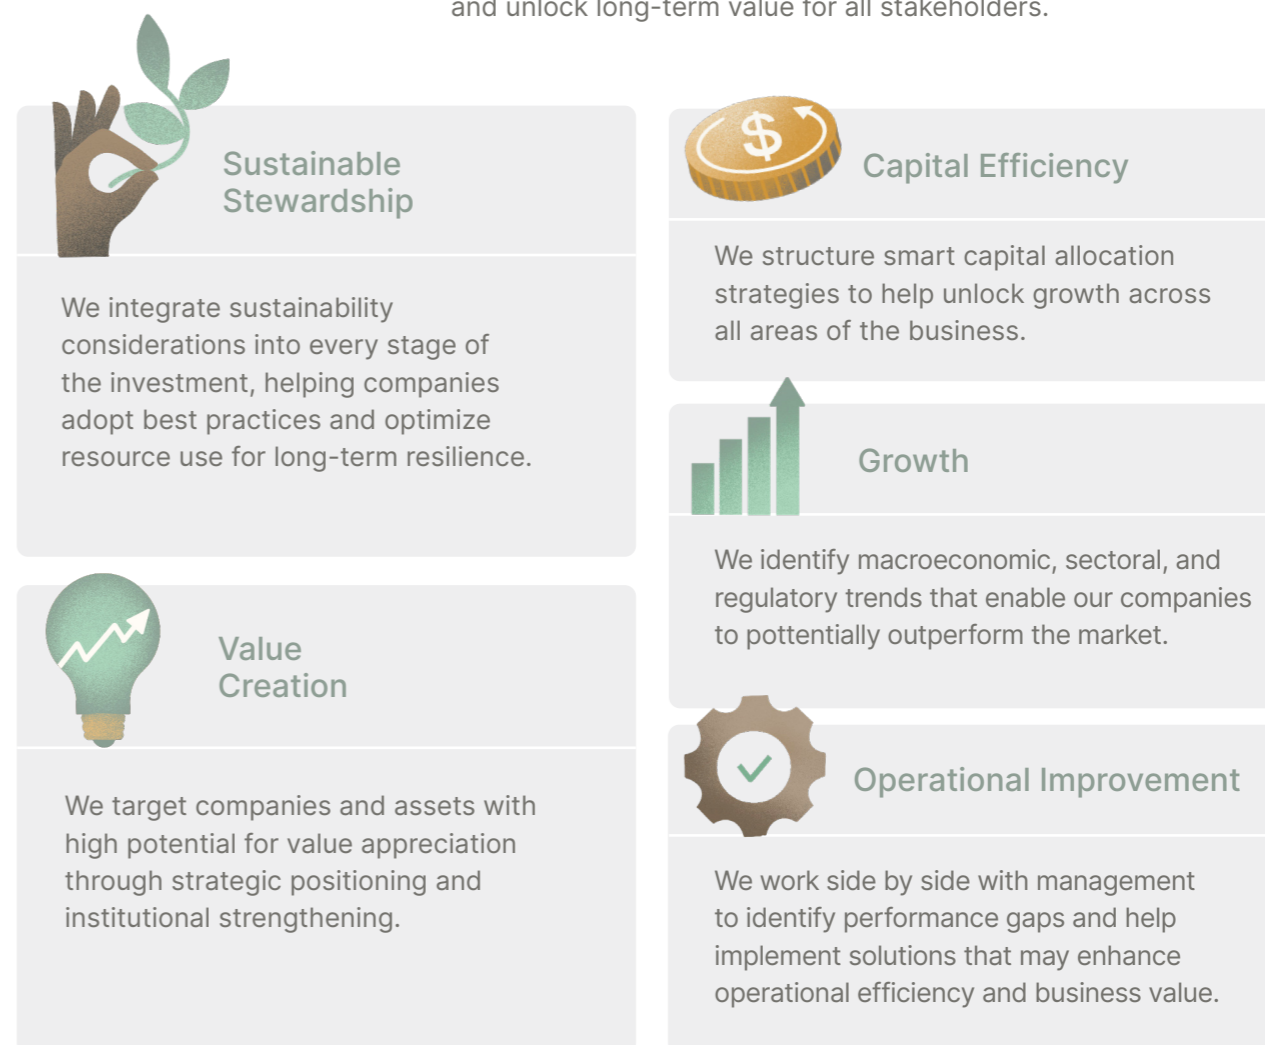 and unlock long-term value for all stakeholders.
Sustainable
Stewardship
We integrate sustainability
considerations into every stage of
the investment, helping companies
adopt best practices and optimize
resource use for long-term resilience.
Value
Creation
We target companies and assets with
high potential for value appreciation
through strategic positioning and
institutional strengthening.
$
Capital Efficiency
We structure smart capital allocation
strategies to help unlock growth across
all areas of the business.
Growth
We identify macroeconomic, sectoral, and
regulatory trends that enable our companies
to pottentially outperform the market.
Operational Improvement
We work side by side with management
to identify performance gaps and help
implement solutions that may enhance
operational efficiency and business value.